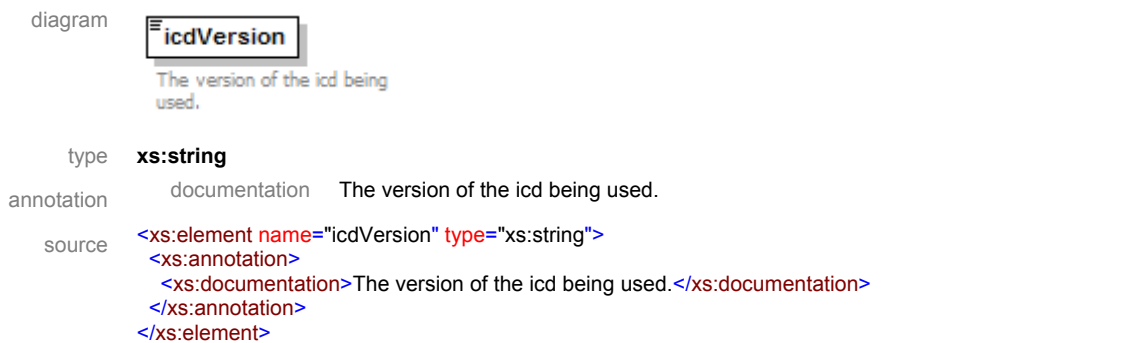 diagram
icdVersion
The version of the icd being
used.
type xs:string
annotation documentation The version of the icd being used.
source <xs:element name="icdVersion" type="xs:string">
<xs:annotation>
<xs:documentation>The version of the icd being used.</xs:documentation>
</xs:annotation>
</xs:element>